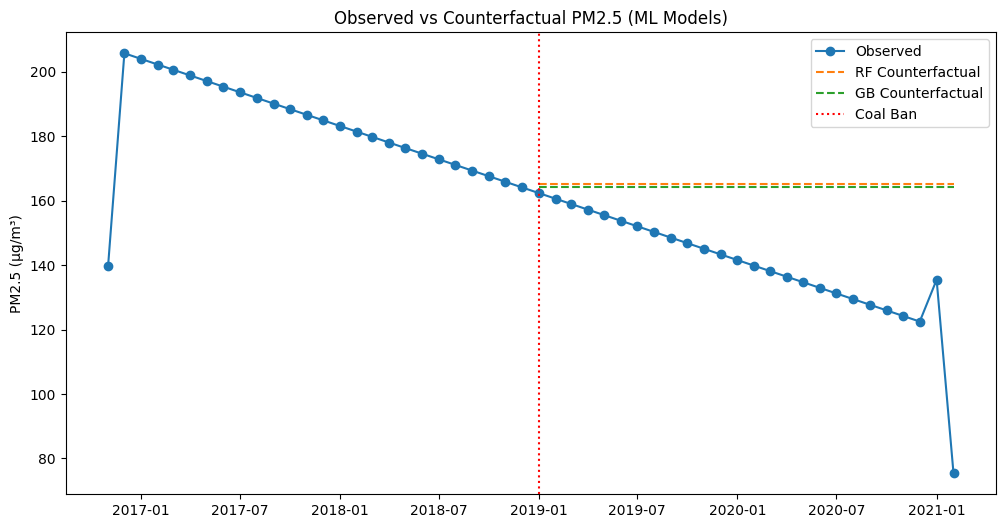 Observed vs Counterfactual PM2.5 (ML Models)
Observed
RF Counterfactual
GB Counterfactual
Coal Ban
PM2.5 (µg/m³)
200
180
160
140
120
100
80
2017-01 2017-07 2018-01 2018-07 2019-01 2019-07 2020-01 2020-07 2021-01